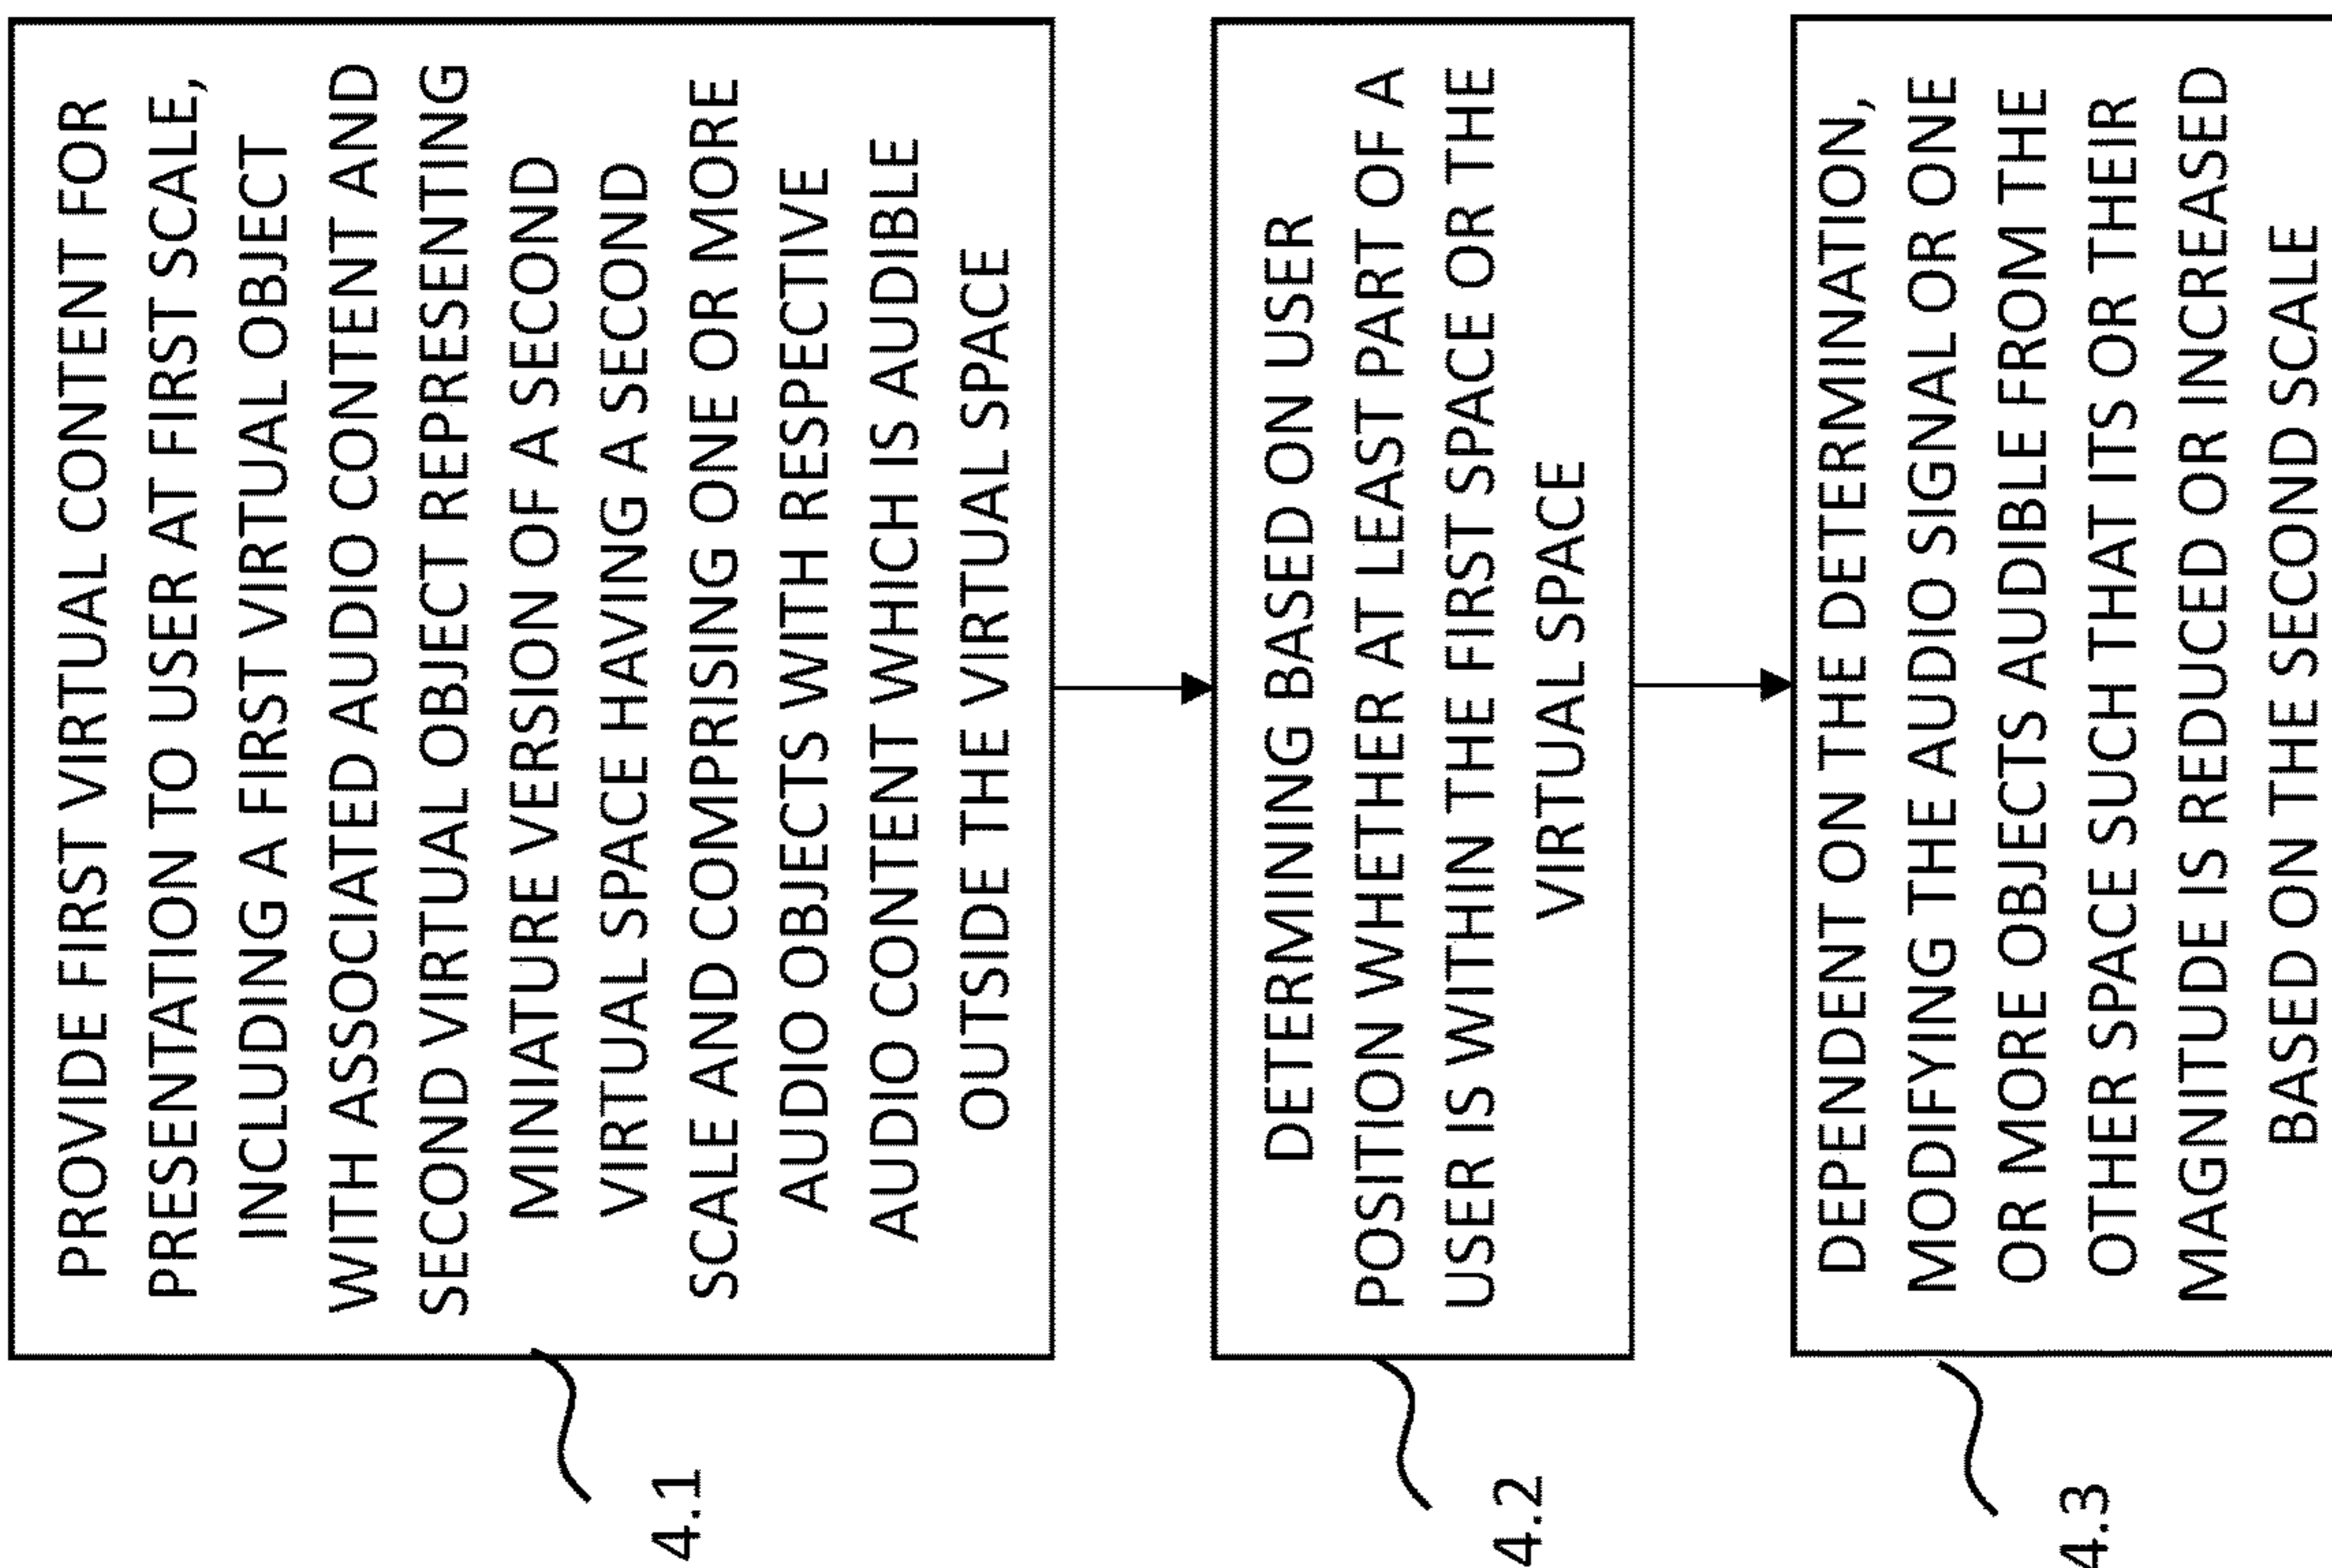 PROVIDE FIRST VIRTUAL CONTENT FOR
PRESENTATION TO USER AT FIRST SCALE,
INCLUDING A FIRST VIRTUAL OBJECT
WITH ASSOCIATED AUDIO CONTENT AND
SECOND VIRTUAL OBJECT REPRESENTING
MINIATURE VERSION OF A SECOND
VIRTUAL SPACE HAVING A SECOND
SCALE AND COMPRISING ONE OR MORE
AUDIO OBJECTS WITH RESPECTIVE
AUDIO CONTENT WHICH IS AUDIBLE
OUTSIDE THE VIRTUAL SPACE
4.1
DETERMINING BASED ON USER
POSITION WHETHER AT LEAST PART OF A
USER IS WITHIN THE FIRST SPACE OR THE
VIRTUAL SPACE
4.2
DEPENDENT ON THE DETERMINATION,
MODIFYING THE AUDIO SIGNAL OR ONE
OR MORE OBJECTS AUDIBLE FROM THE
OTHER SPACE SUCH THAT ITS OR THEIR
MAGNITUDE IS REDUCED OR INCREASED
BASED ON THE SECOND SCALE
4.3